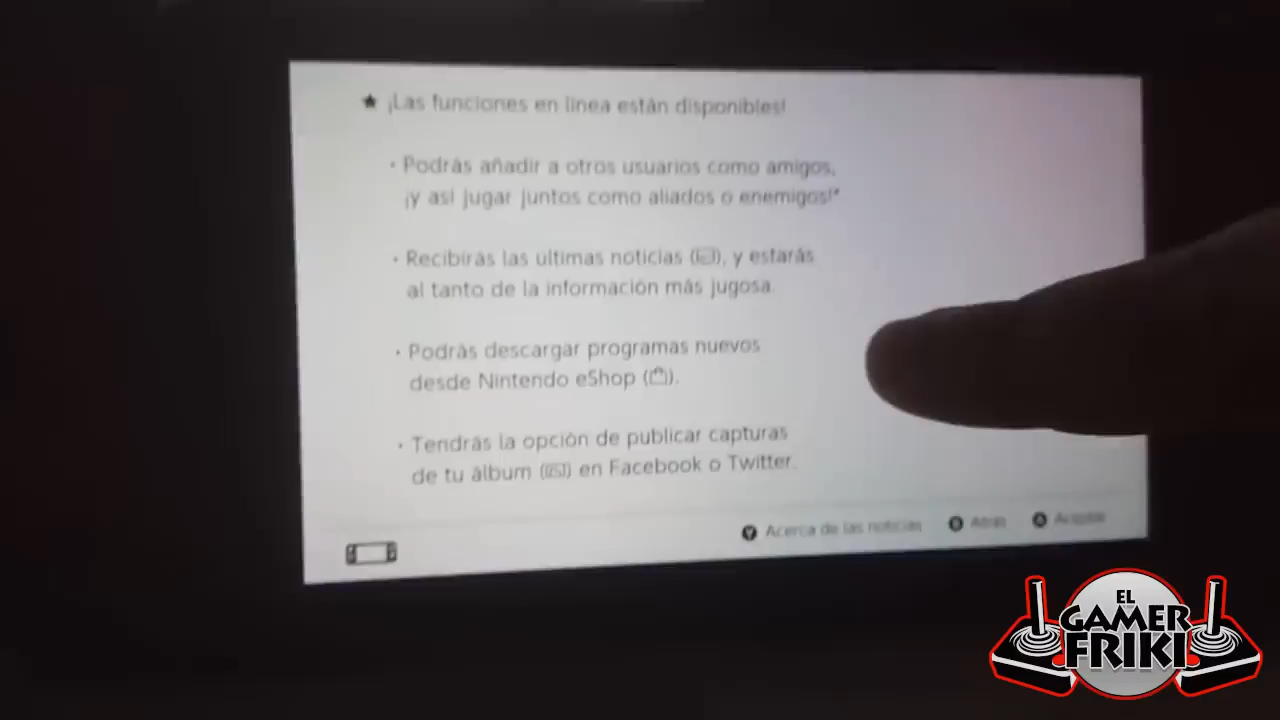 ★ ¡Las funciones en línea están disponibles!
· Podrás añadir a otros usuarios como amigos,
¡y así jugar juntos como aliados o enemigos!*
· Recibirás las últimas noticias (), y estarás
al tanto de la información más jugosa.
· Podrás descargar programas nuevos
desde Nintendo eShop ().
· Tendrás la opción de publicar capturas
de tu álbum () en Facebook o Twitter.
Y Acerca de las noticias B Atrás A Aceptar
EL
GAMER
FRIKI